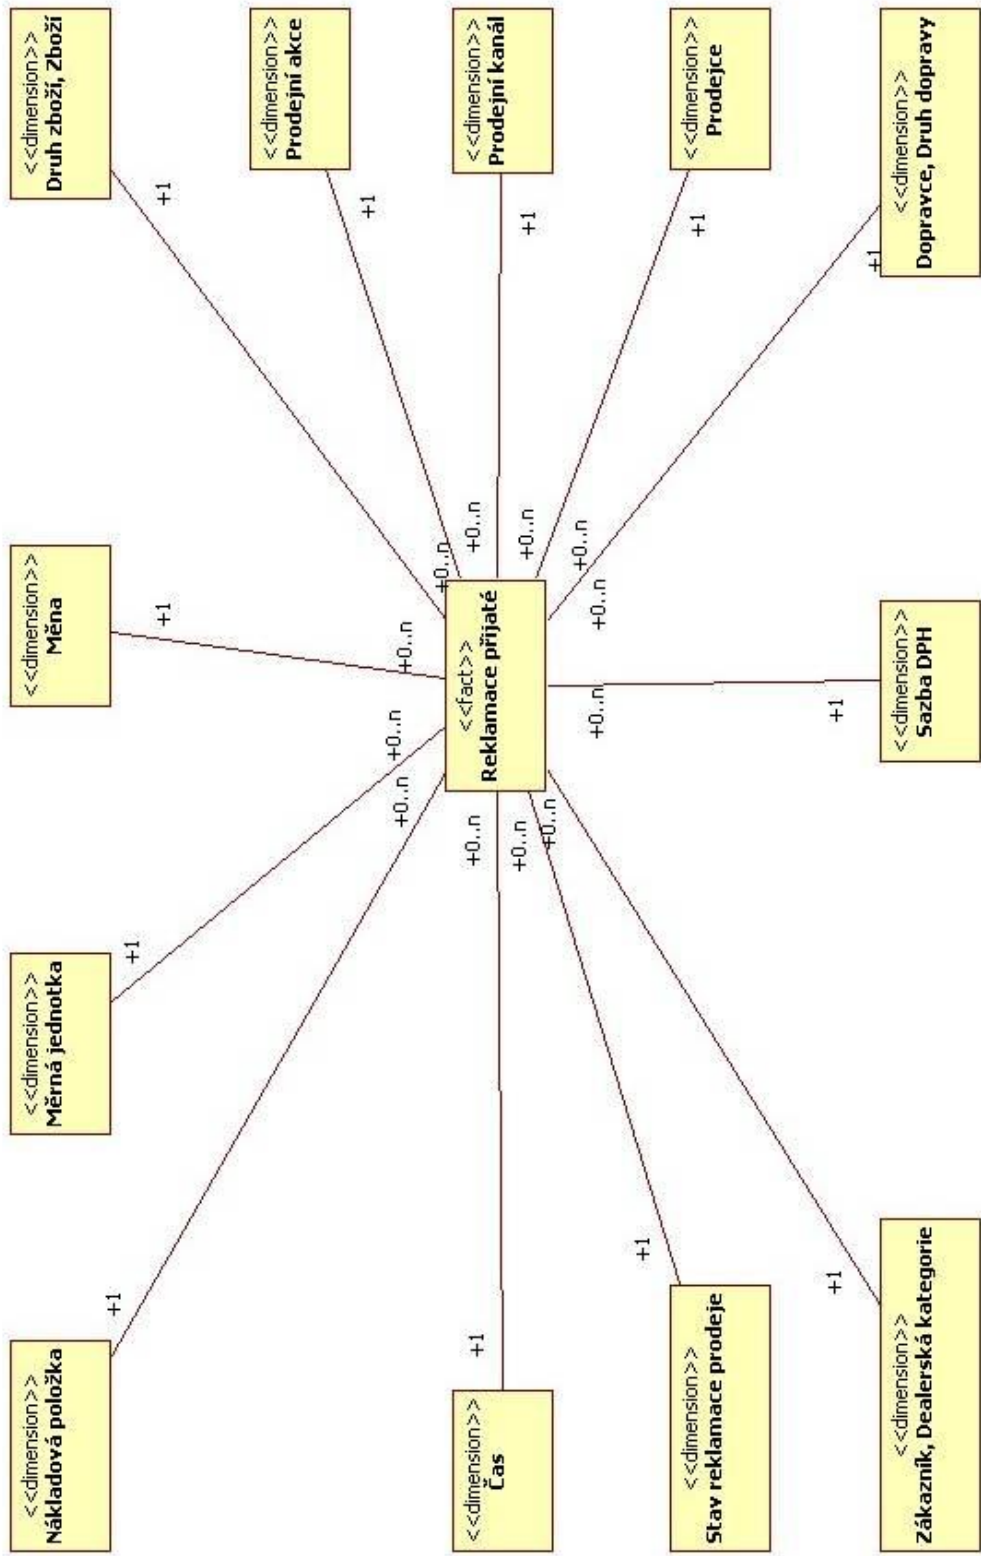 <<dimension>>
Nákladová položka
<<dimension>>
Měrná jednotka
<<dimension>>
Měna
<<dimension>>
Druh zboží, Zboží
+1
+1
+1
+1
<<dimension>>
Prodejní akce
+1
+0..n
+0..n
+0..n
+0..n
<<dimension>>
Čas
+1
+0..n
<<fact>>
Reklamace přijaté
+0..n
<<dimension>>
Prodejní kanál
+1
+0..n
+0..n
+0..n
+0..n
+0..n
+0..n
+1
<<dimension>>
Stav reklamace prodeje
<<dimension>>
Prodejce
+1
+1
+1
+1
<<dimension>>
Zákazník, Dealerská kategorie
<<dimension>>
Sazba DPH
<<dimension>>
Dopravce, Druh dopravy